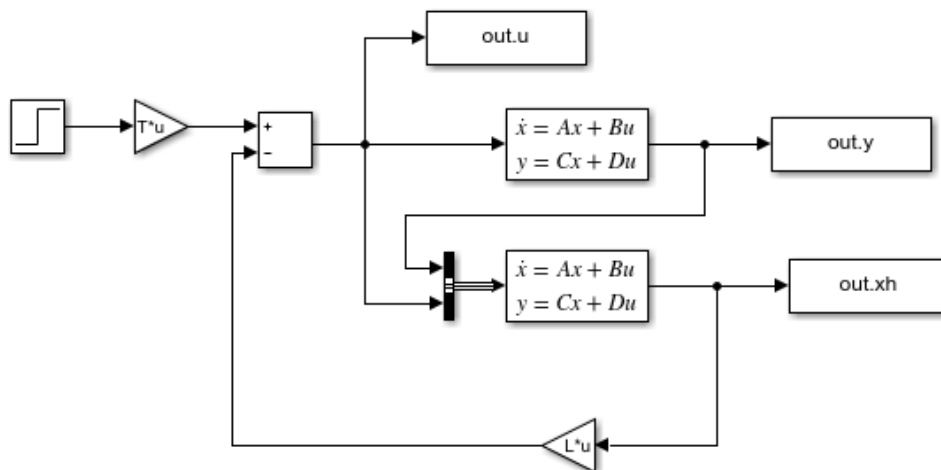 out.u
T*u
+
−
ẋ = Ax + Bu
y = Cx + Du
out.y
ẋ = Ax + Bu
y = Cx + Du
out.xh
L*u